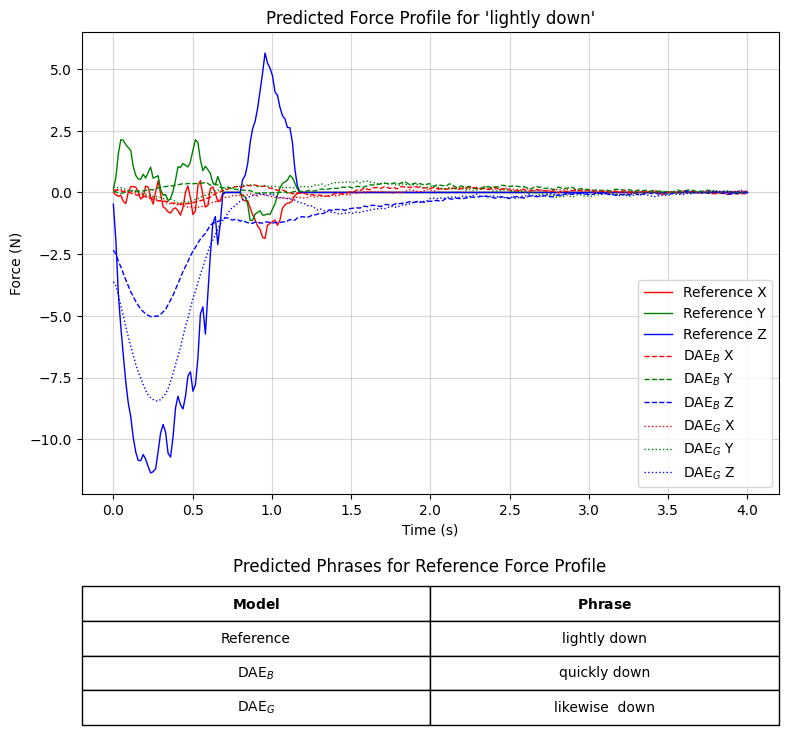 Predicted Force Profile for 'lightly down'
5.0
2.5
0.0
−2.5
−5.0
−7.5
−10.0
Force (N)
Reference X
Reference Y
Reference Z
DAE_B X
DAE_B Y
DAE_B Z
DAE_G X
DAE_G Y
DAE_G Z
0.0 0.5 1.0 1.5 2.0 2.5 3.0 3.5 4.0
Time (s)
Predicted Phrases for Reference Force Profile
Model Phrase
Reference lightly down
DAE_B quickly down
DAE_G likewise  down